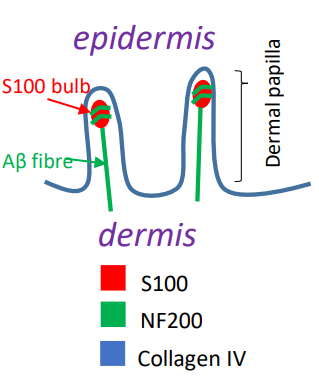 epidermis
S100 bulb
Aβ fibre
Dermal papilla
dermis
S100
NF200
Collagen IV